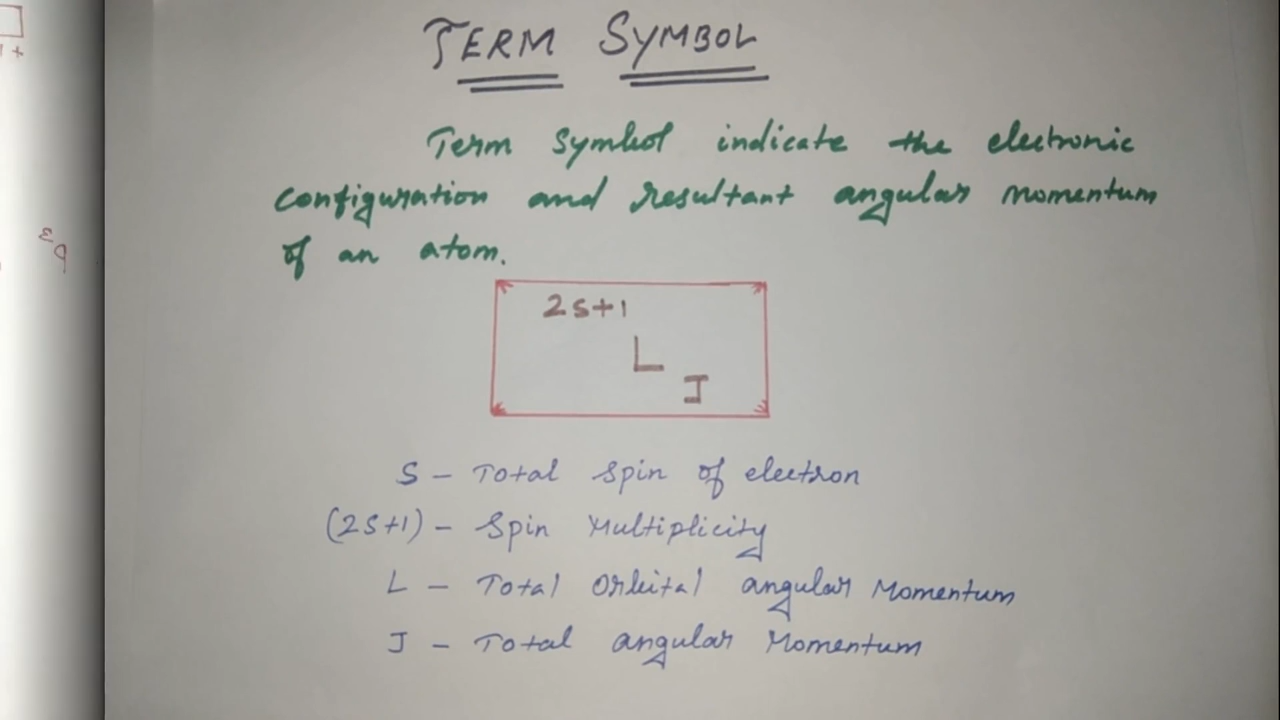 TERM SYMBOL
Term Symbol indicate the electronic
configuration and resultant angular momentum
of an atom.
2s+1
L
J
S - Total spin of electron
(2S+1) - Spin Multiplicity
L - Total Orbital angular Momentum
J - Total angular Momentum